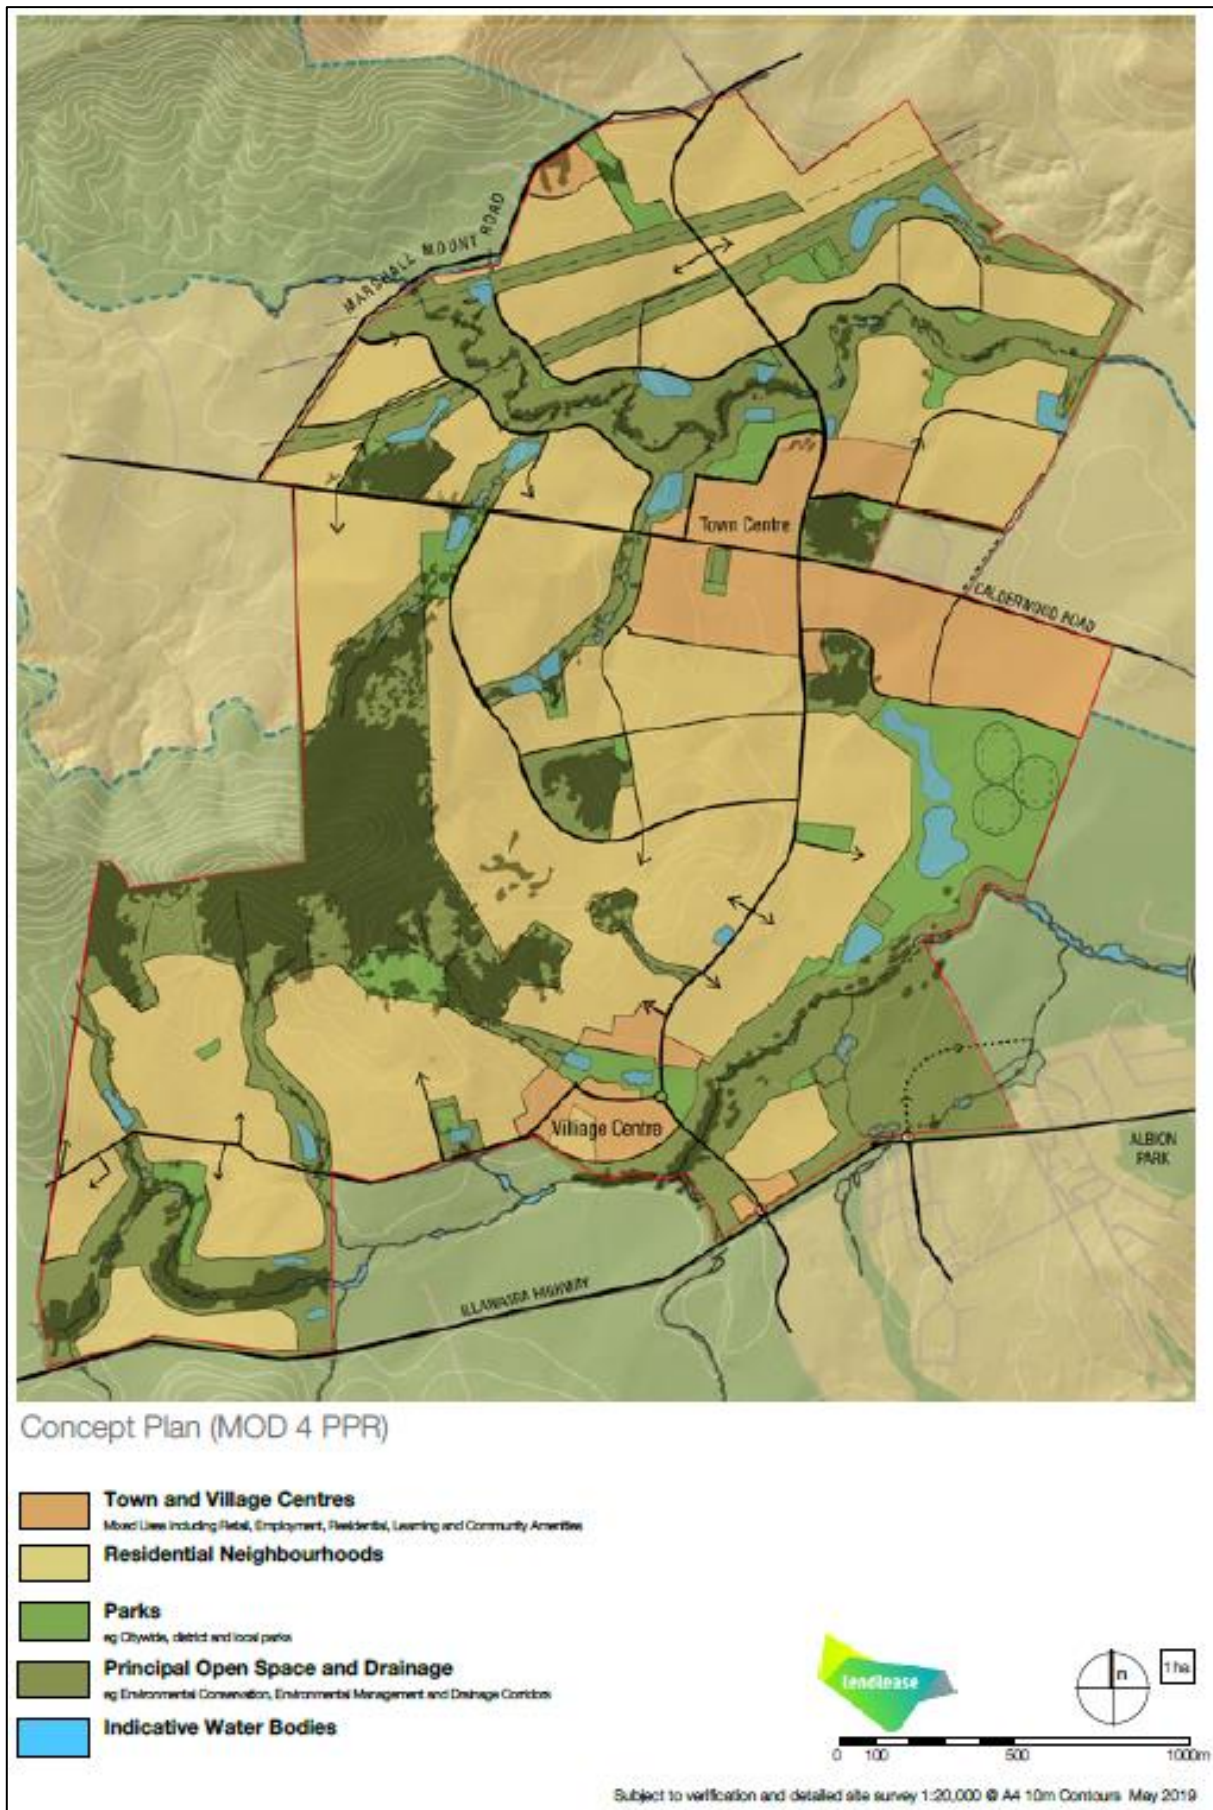 MARSHALL MOUNT ROAD
Town Centre
CALDERWOOD ROAD
Village Centre
ALBION
PARK
ILLAWARRA HIGHWAY
Concept Plan (MOD 4 PPR)
Town and Village Centres
Mixed Uses including Retail, Employment, Residential, Learning and Community Amenities
Residential Neighbourhoods
Parks
eg Citywide, district and local parks
Principal Open Space and Drainage
eg Environmental Conservation, Environmental Management and Drainage Corridors
Indicative Water Bodies
lendlease
n
1 ha
0 100 500 1000m
Subject to verification and detailed site survey 1:20,000 @ A4 10m Contours May 2019